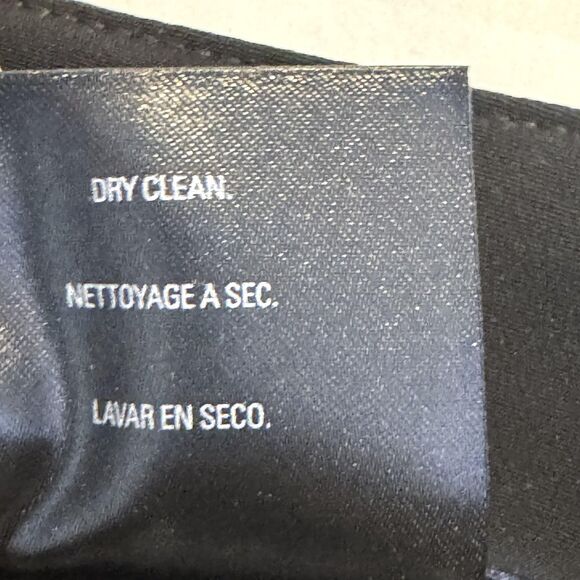 DRY CLEAN.
NETTOYAGE A SEC.
LAVAR EN SECO.